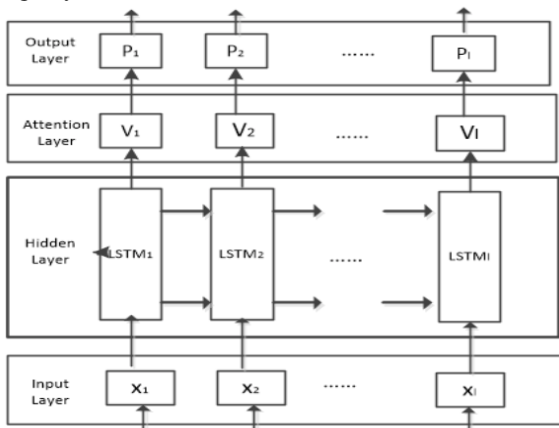 Output
Layer
P₁
P₂
......
Pₗ
Attention
Layer
V₁
V₂
......
Vₗ
Hidden
Layer
LSTM₁
LSTM₂
......
LSTMₗ
Input
Layer
X₁
X₂
......
Xₗ